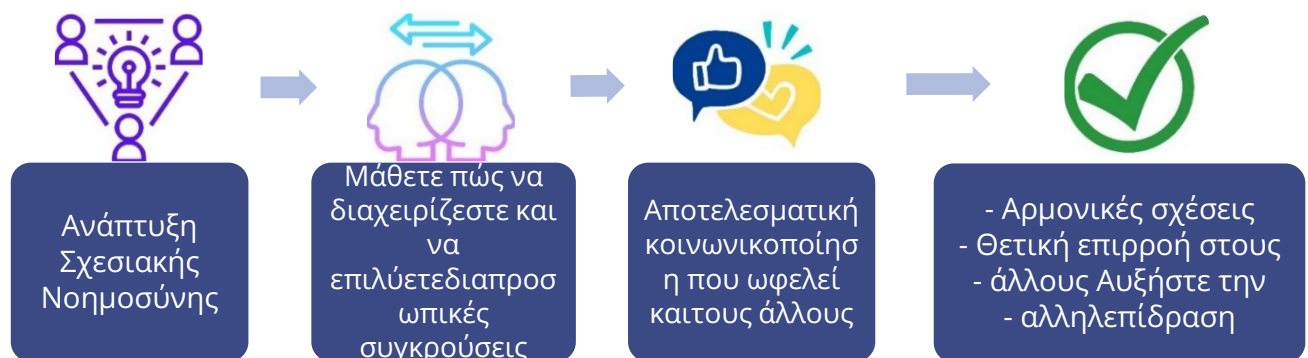 Ανάπτυξη
Σχεσιακής
Νοημοσύνης
Μάθετε πώς να
διαχειρίζεστε και
να
επιλύετεδιαπροσ
ωπικές
συγκρούσεις
Αποτελεσματική
κοινωνικοποίησ
η που ωφελεί
καιτους άλλους
- Αρμονικές σχέσεις
- Θετική επιρροή στους
- άλλους Αυξήστε την
- αλληλεπίδραση